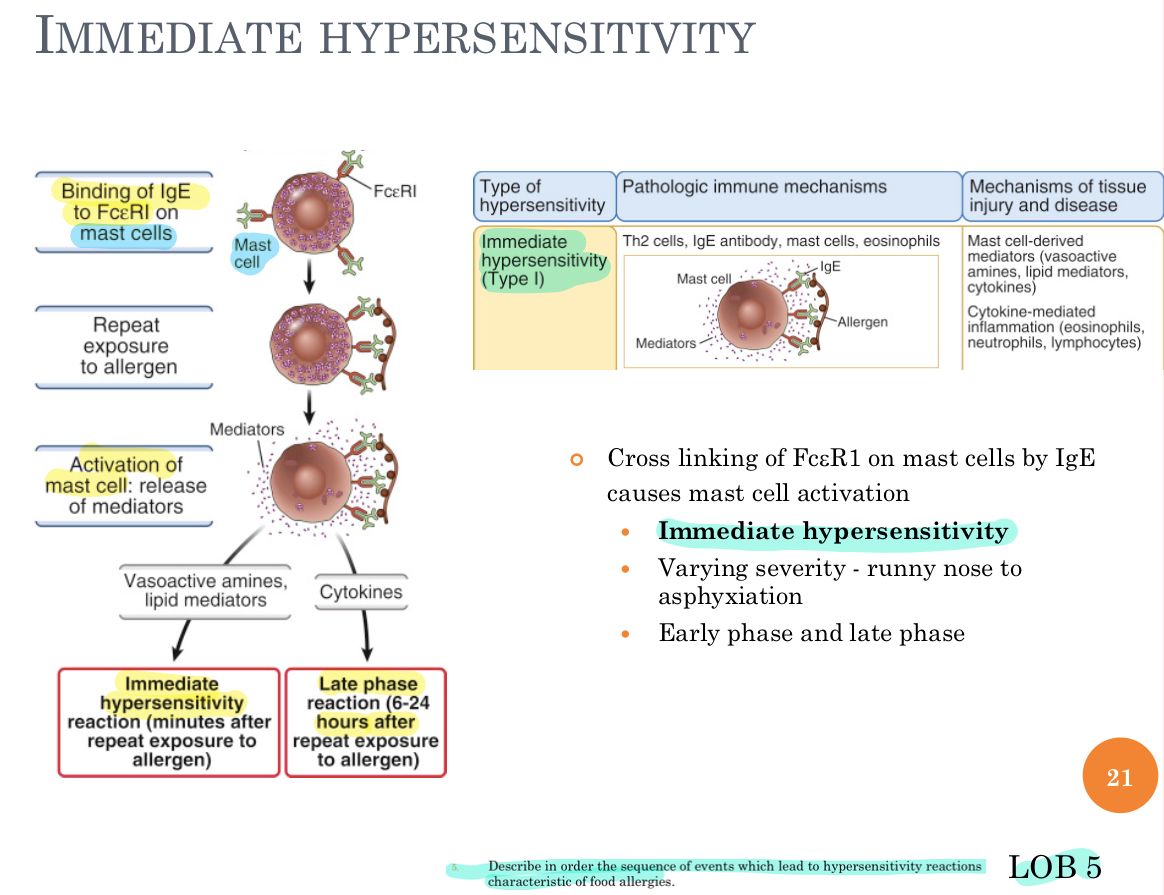 IMMEDIATE HYPERSENSITIVITY
Binding of IgE
to FcεRI on
mast cells
FcεRI
Mast
cell
Repeat
exposure
to allergen
Mediators
Activation of
mast cell: release
of mediators
Vasoactive amines,
lipid mediators
Cytokines
Immediate
hypersensitivity
reaction (minutes after
repeat exposure to
allergen)
Late phase
reaction (6-24
hours after
repeat exposure
to allergen)
Type of
hypersensitivity
Pathologic immune mechanisms
Mechanisms of tissue
injury and disease
Immediate
hypersensitivity
(Type I)
Th2 cells, IgE antibody, mast cells, eosinophils
Mast cell
IgE
Allergen
Mediators
Mast cell-derived
mediators (vasoactive
amines, lipid mediators,
cytokines)
Cytokine-mediated
inflammation (eosinophils,
neutrophils, lymphocytes)
Cross linking of FcεR1 on mast cells by IgE
causes mast cell activation
Immediate hypersensitivity
Varying severity - runny nose to
asphyxiation
Early phase and late phase
21
5. Describe in order the sequence of events which lead to hypersensitivity reactions
characteristic of food allergies.
LOB 5